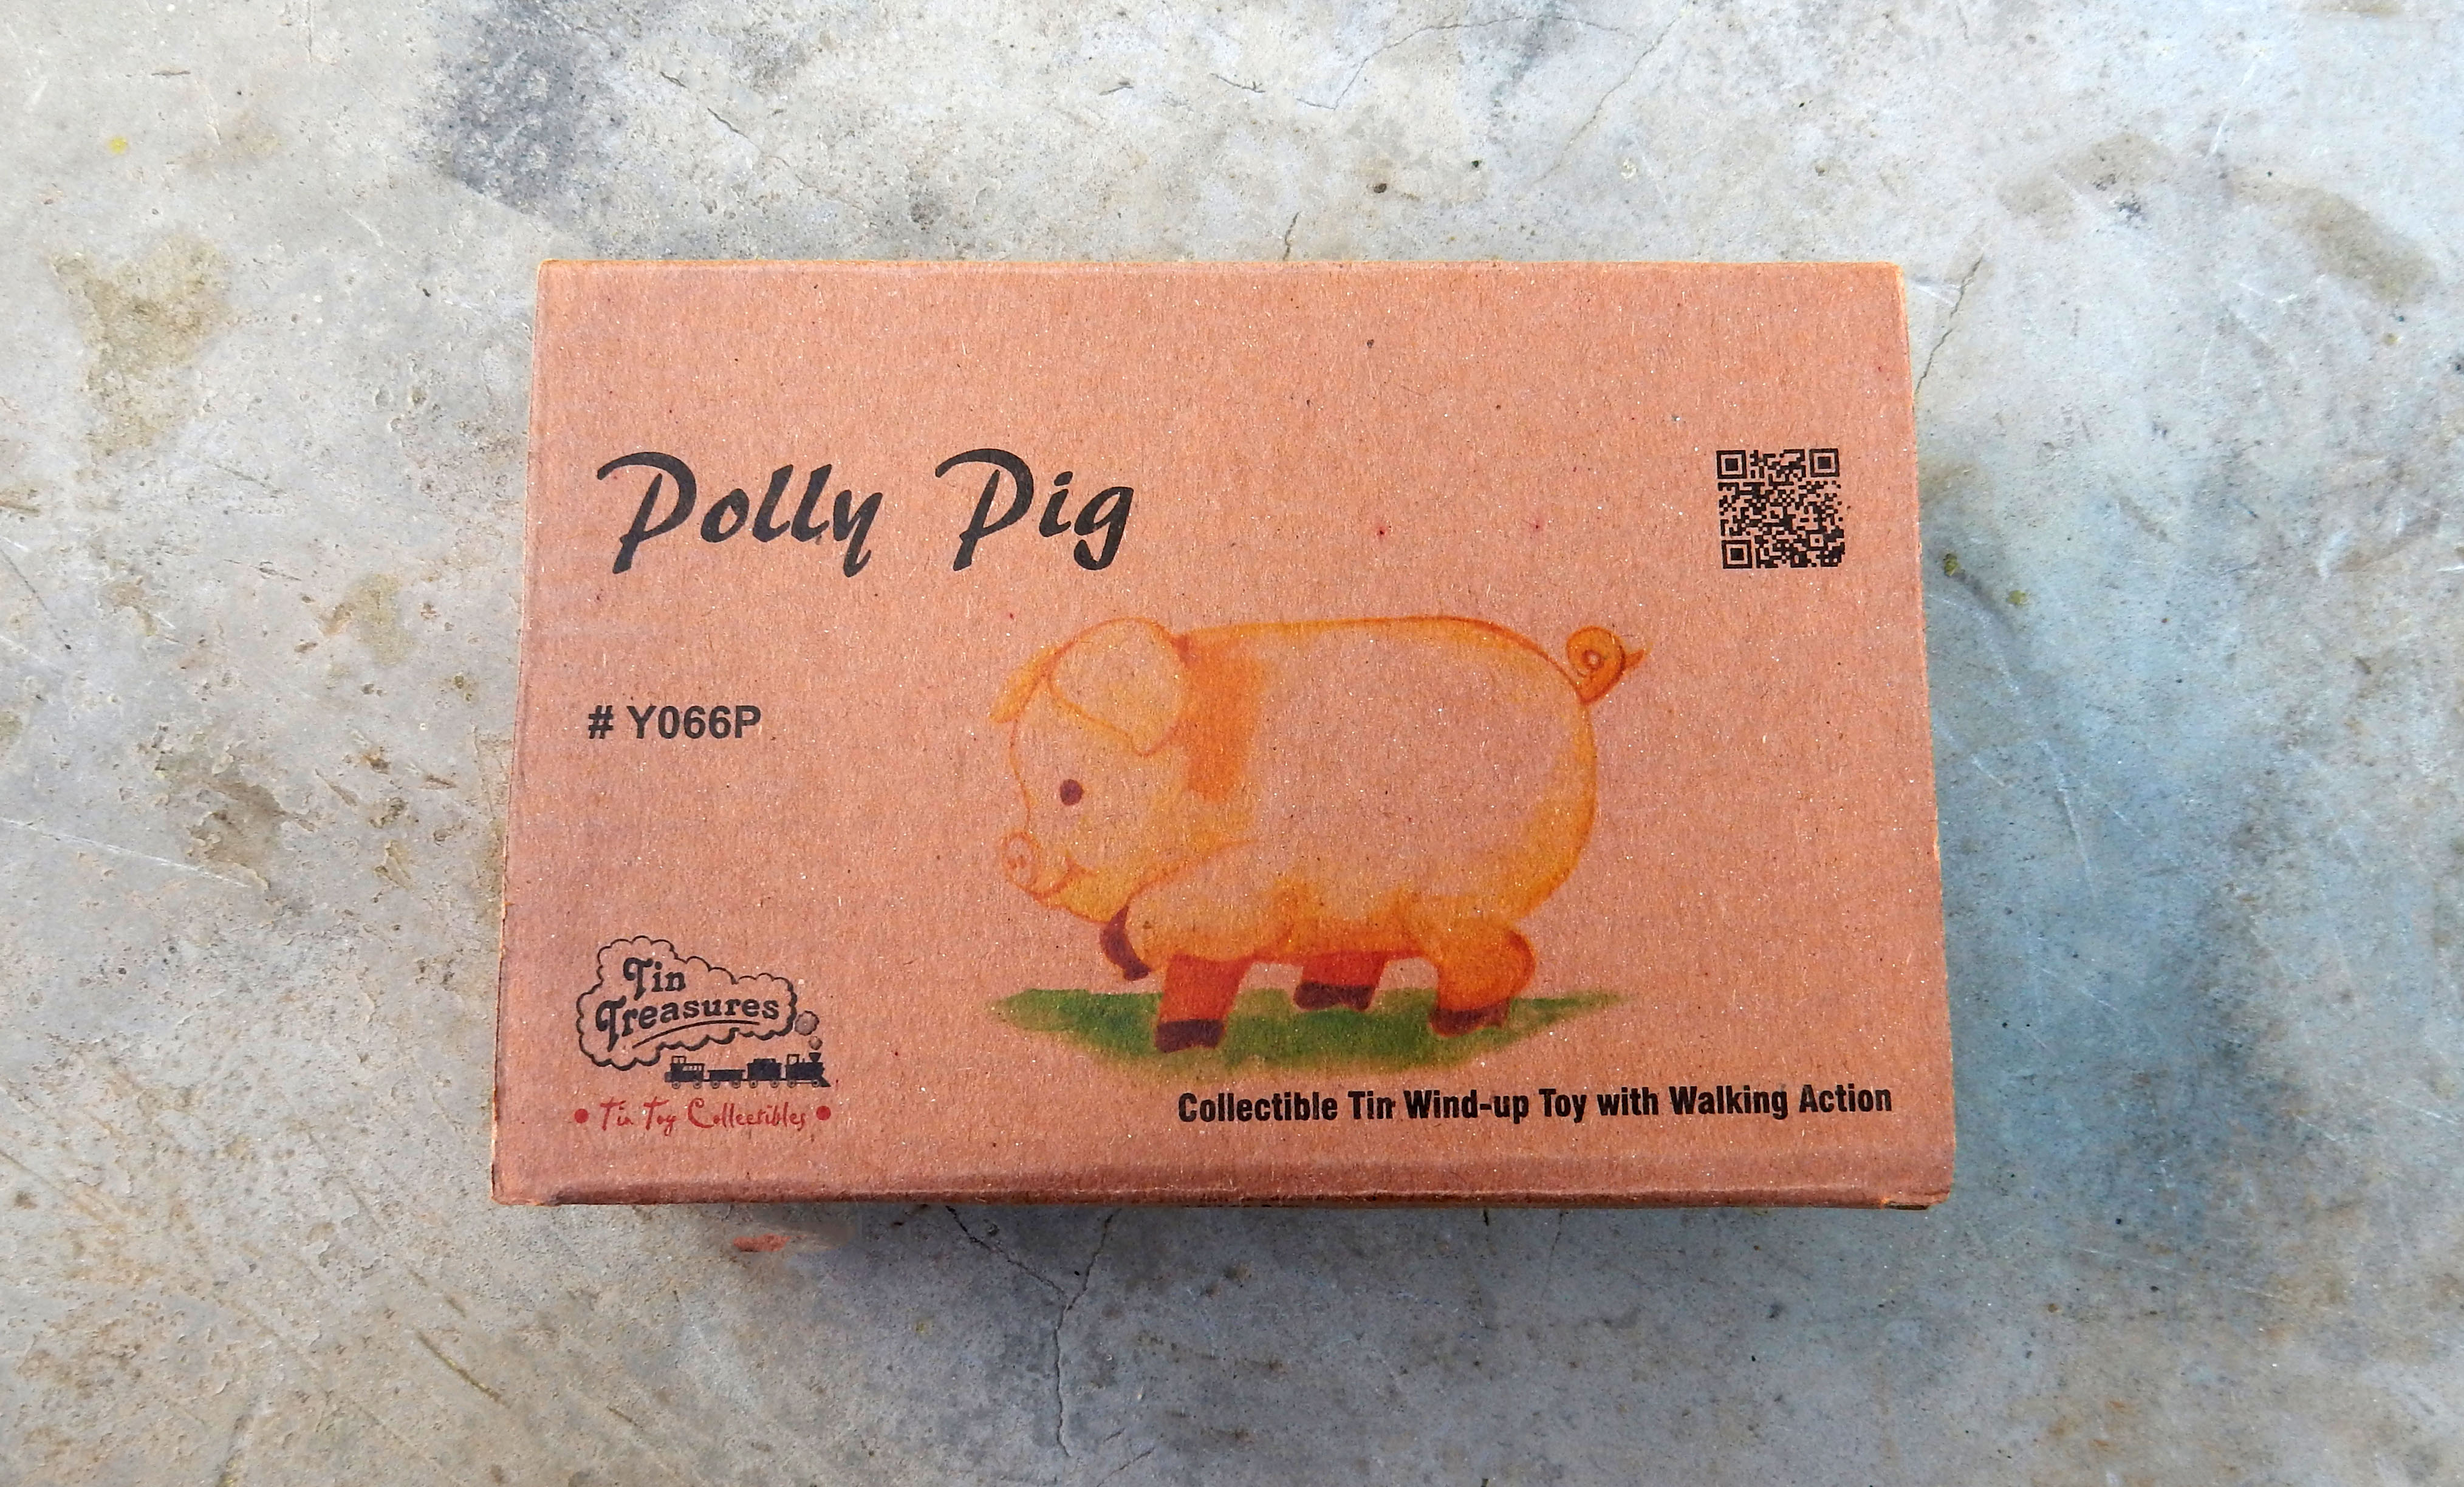 Polly Pig
# Y066P
Tin
Treasures
• Tin Toy Collectibles •
Collectible Tin Wind-up Toy with Walking Action